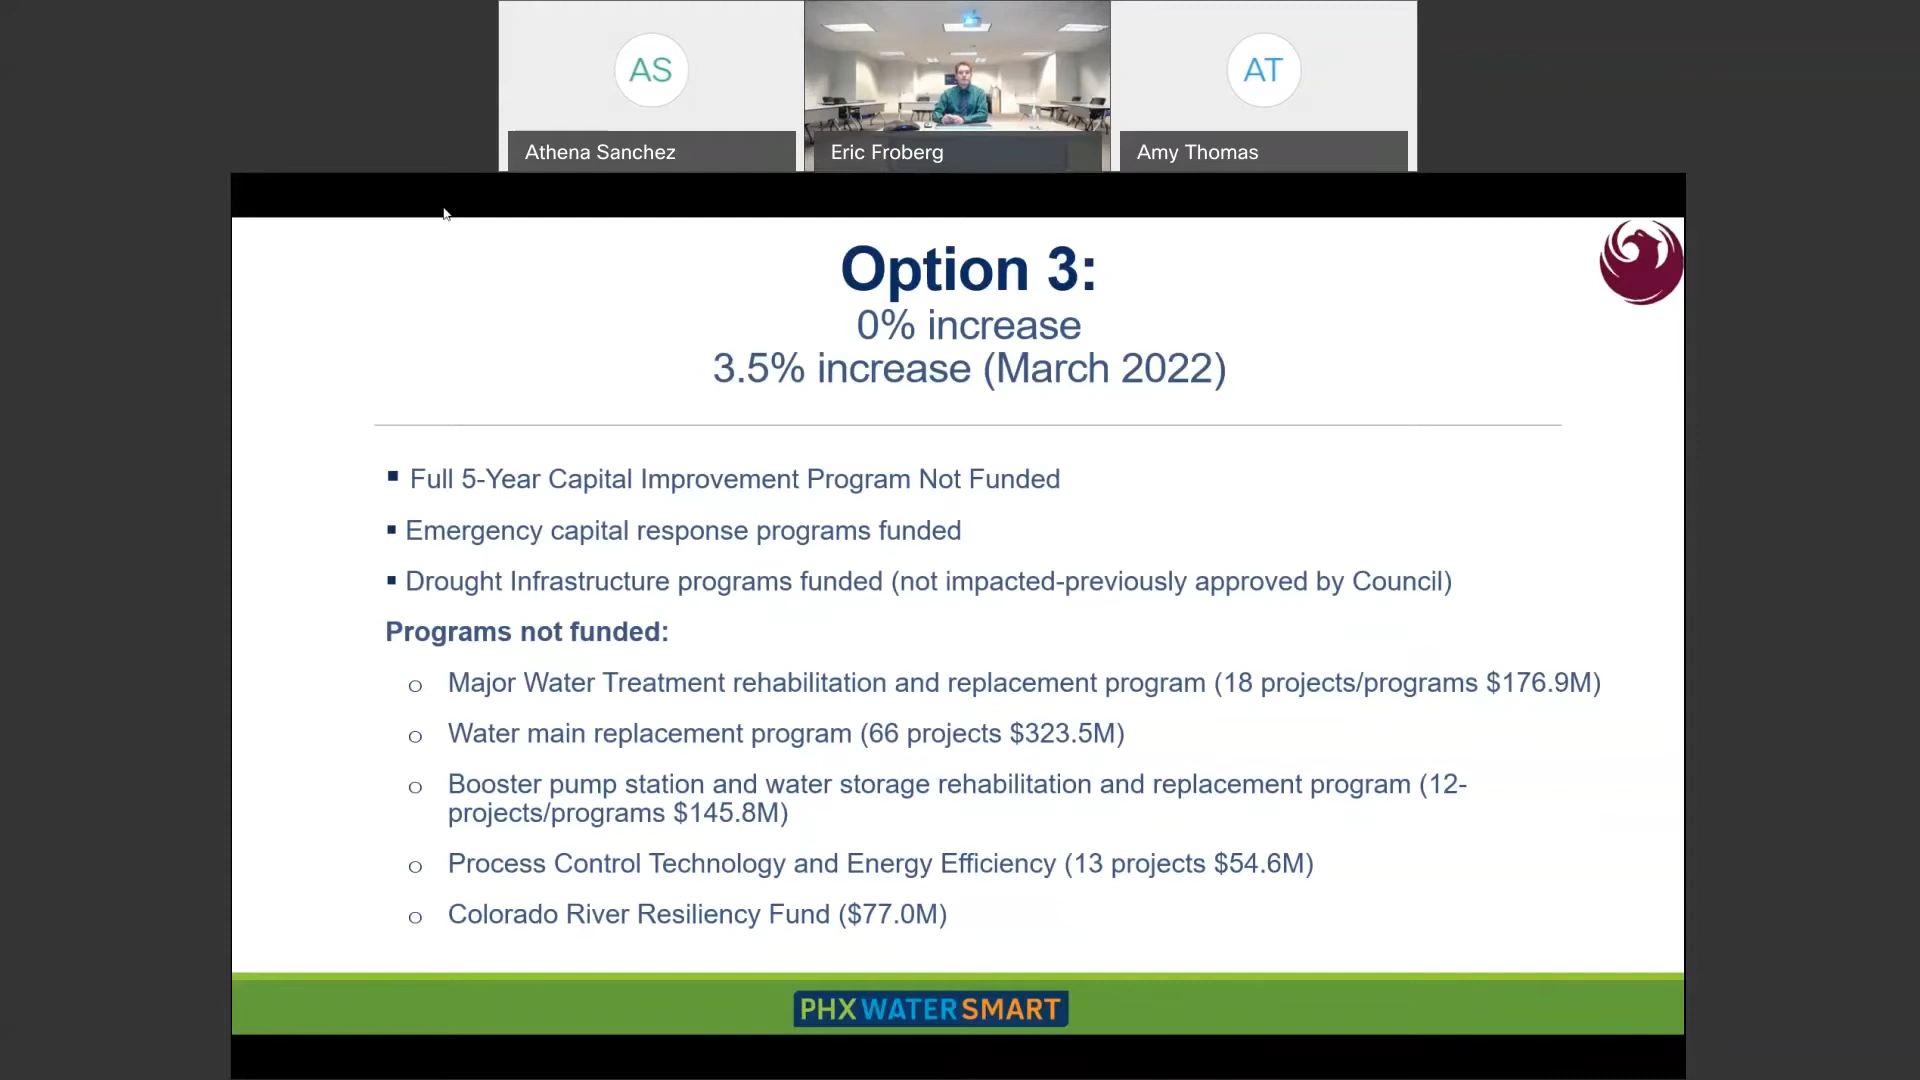 AS
AT
Athena Sanchez
Eric Froberg
Amy Thomas
Option 3:
0% increase
3.5% increase (March 2022)
▪ Full 5-Year Capital Improvement Program Not Funded
▪ Emergency capital response programs funded
▪ Drought Infrastructure programs funded (not impacted-previously approved by Council)
Programs not funded:
o Major Water Treatment rehabilitation and replacement program (18 projects/programs $176.9M)
o Water main replacement program (66 projects $323.5M)
o Booster pump station and water storage rehabilitation and replacement program (12-
projects/programs $145.8M)
o Process Control Technology and Energy Efficiency (13 projects $54.6M)
o Colorado River Resiliency Fund ($77.0M)
PHX WATER SMART